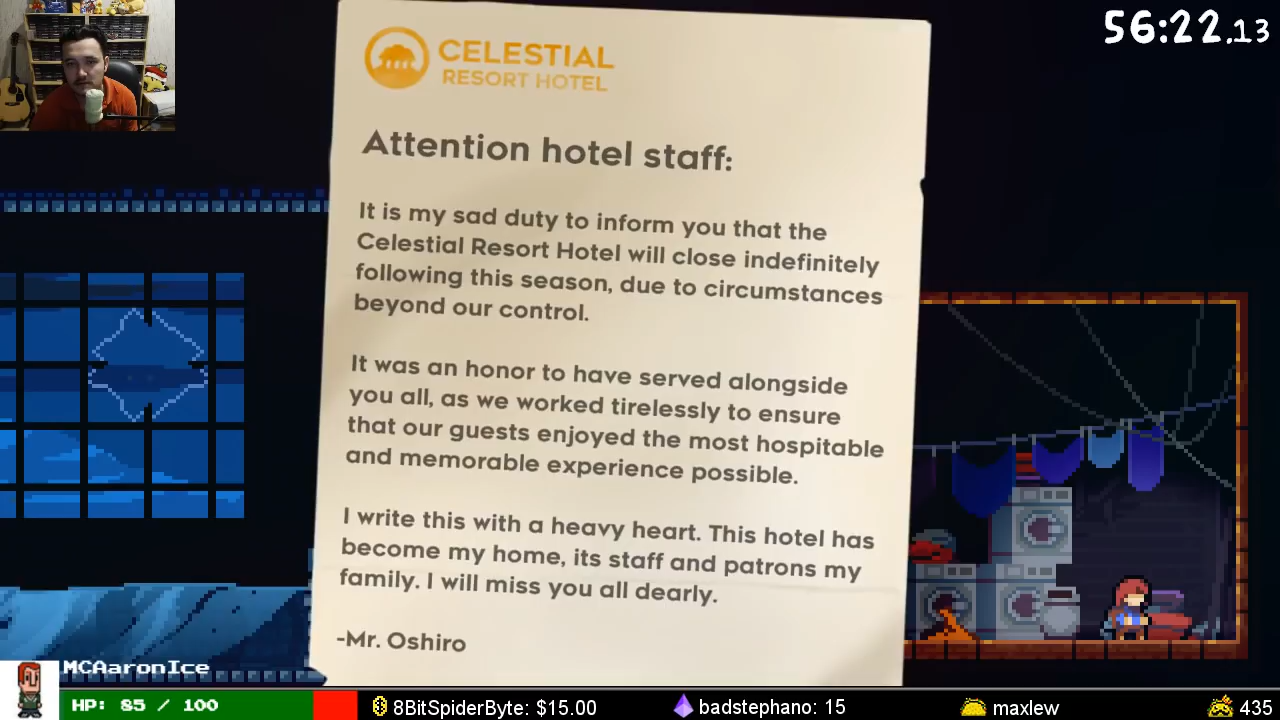 56:22.13
CELESTIAL
RESORT HOTEL
Attention hotel staff:
It is my sad duty to inform you that the
Celestial Resort Hotel will close indefinitely
following this season, due to circumstances
beyond our control.
It was an honor to have served alongside
you all, as we worked tirelessly to ensure
that our guests enjoyed the most hospitable
and memorable experience possible.
I write this with a heavy heart. This hotel has
become my home, its staff and patrons my
family. I will miss you all dearly.
-Mr. Oshiro
MCAaronIce
HP: 85 / 100
8BitSpiderByte: $15.00
badstephano: 15
maxlew
435